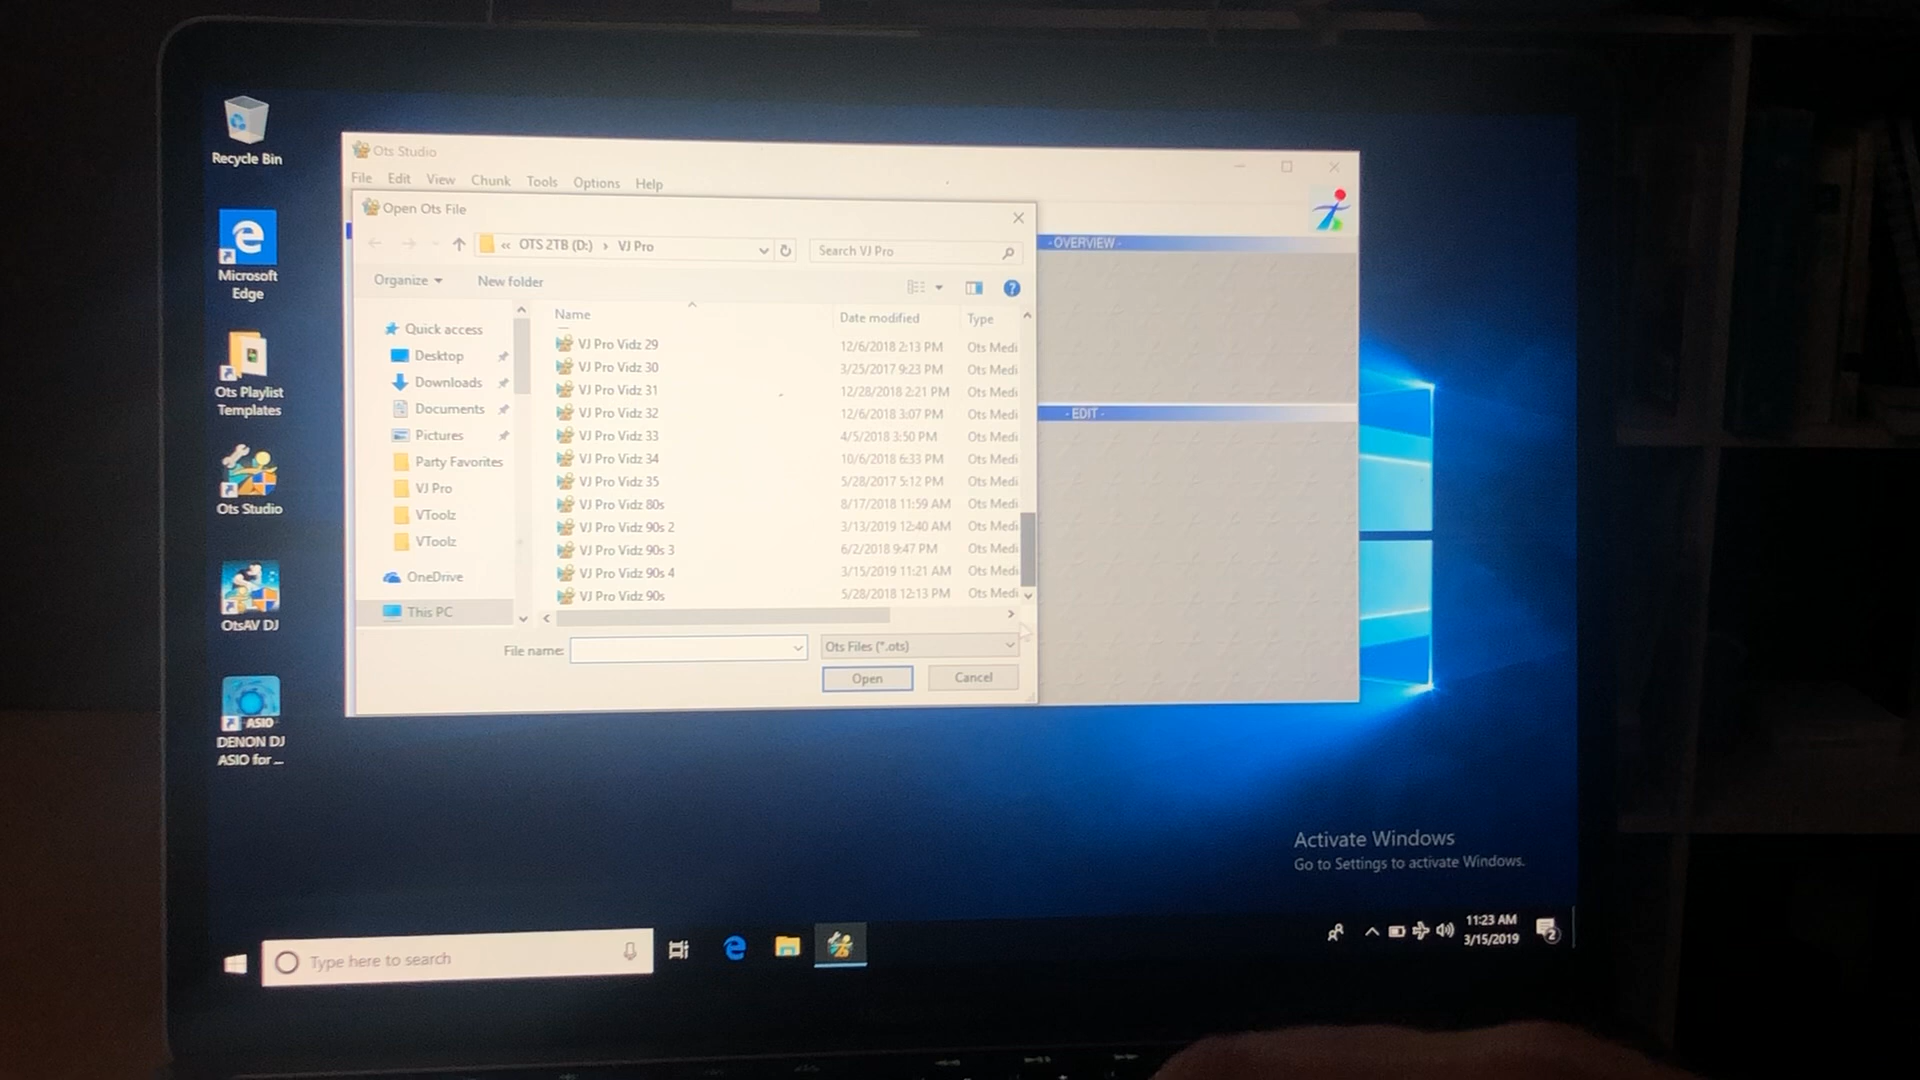 Recycle Bin
Microsoft
Edge
Ots Playlist
Templates
Ots Studio
OtsAV DJ
ASIO
DENON DJ
ASIO for ...
Ots Studio
File Edit View Chunk Tools Options Help
Open Ots File
« OTS 2TB (D:) › VJ Pro
Search VJ Pro
Organize
New folder
Quick access
Desktop
Downloads
Documents
Pictures
Party Favorites
VJ Pro
VToolz
VToolz
OneDrive
This PC
Name Date modified Type
VJ Pro Vidz 29 12/6/2018 2:13 PM Ots Medi
VJ Pro Vidz 30 3/25/2017 9:23 PM Ots Medi
VJ Pro Vidz 31 12/28/2018 2:21 PM Ots Medi
VJ Pro Vidz 32 12/6/2018 3:07 PM Ots Medi
VJ Pro Vidz 33 4/5/2018 3:50 PM Ots Medi
VJ Pro Vidz 34 10/6/2018 6:33 PM Ots Medi
VJ Pro Vidz 35 5/28/2017 5:12 PM Ots Medi
VJ Pro Vidz 80s 8/17/2018 11:59 AM Ots Medi
VJ Pro Vidz 90s 2 3/13/2019 12:40 AM Ots Medi
VJ Pro Vidz 90s 3 6/2/2018 9:47 PM Ots Medi
VJ Pro Vidz 90s 4 3/15/2019 11:21 AM Ots Medi
VJ Pro Vidz 90s 5/28/2018 12:13 PM Ots Medi
File name:
Ots Files (*.ots)
Open
Cancel
- OVERVIEW -
- EDIT -
Activate Windows
Go to Settings to activate Windows.
Type here to search
11:23 AM
3/15/2019
2